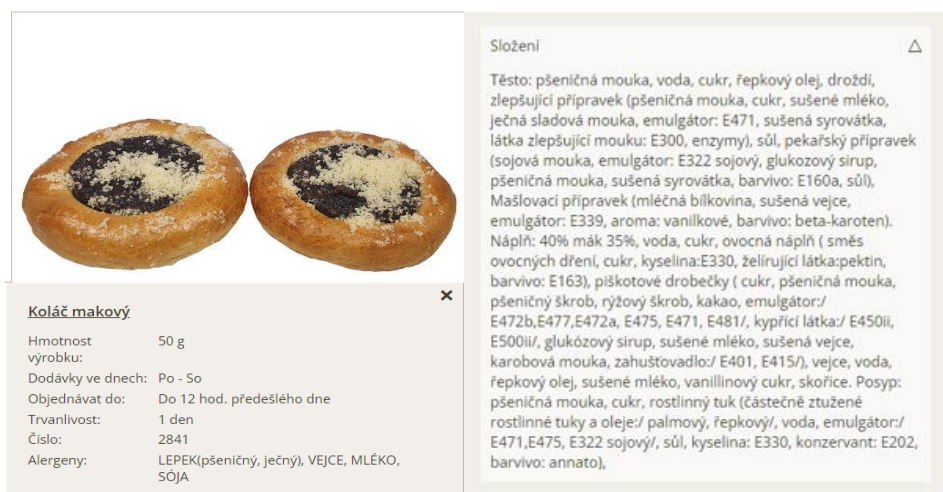 Koláč makový
Hmotnost výrobku: 50 g
Dodávky ve dnech: Po - So
Objednávat do: Do 12 hod. předešlého dne
Trvanlivost: 1 den
Číslo: 2841
Alergeny: LEPEK(pšeničný, ječný), VEJCE, MLÉKO,
SÓJA
Složení
Těsto: pšeničná mouka, voda, cukr, řepkový olej, droždí,
zlepšující přípravek (pšeničná mouka, cukr, sušené mléko,
ječná sladová mouka, emulgátor: E471, sušená syrovátka,
látka zlepšující mouku: E300, enzymy), sůl, pekařský přípravek
(sojová mouka, emulgátor: E322 sojový, glukozový sirup,
pšeničná mouka, sušená syrovátka, barvivo: E160a, sůl),
Mašlovací přípravek (mléčná bílkovina, sušená vejce,
emulgátor: E339, aroma: vanilkové, barvivo: beta-karoten).
Náplň: 40% mák 35%, voda, cukr, ovocná náplň ( směs
ovocných dření, cukr, kyselina:E330, želírující látka:pektin,
barvivo: E163), piškotové drobečky ( cukr, pšeničná mouka,
pšeničný škrob, rýžový škrob, kakao, emulgátor:/
E472b,E477,E472a, E475, E471, E481/, kypřící látka:/ E450ii,
E500ii/, glukózový sirup, sušené mléko, sušená vejce,
karobová mouka, zahušťovadlo:/ E401, E415/), vejce, voda,
řepkový olej, sušené mléko, vanillinový cukr, skořice. Posyp:
pšeničná mouka, cukr, rostlinný tuk (částečně ztužené
rostlinné tuky a oleje:/ palmový, řepkový/, voda, emulgátor:/
E471,E475, E322 sojový/, sůl, kyselina: E330, konzervant: E202,
barvivo: annato),